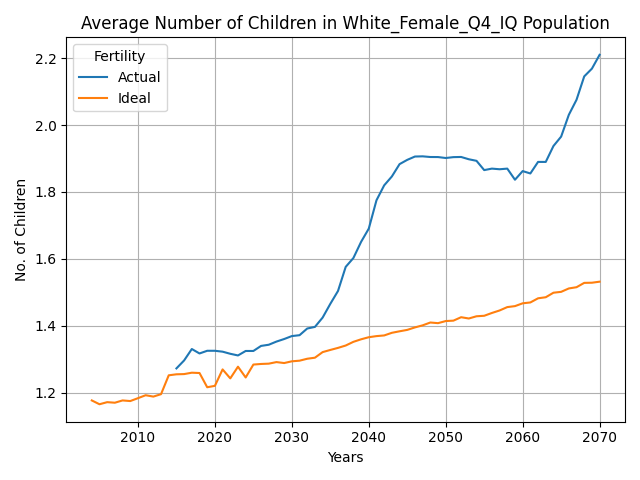 Average Number of Children in White_Female_Q4_IQ Population
Fertility
Actual
Ideal
No. of Children
2.2
2.0
1.8
1.6
1.4
1.2
2010 2020 2030 2040 2050 2060 2070
Years